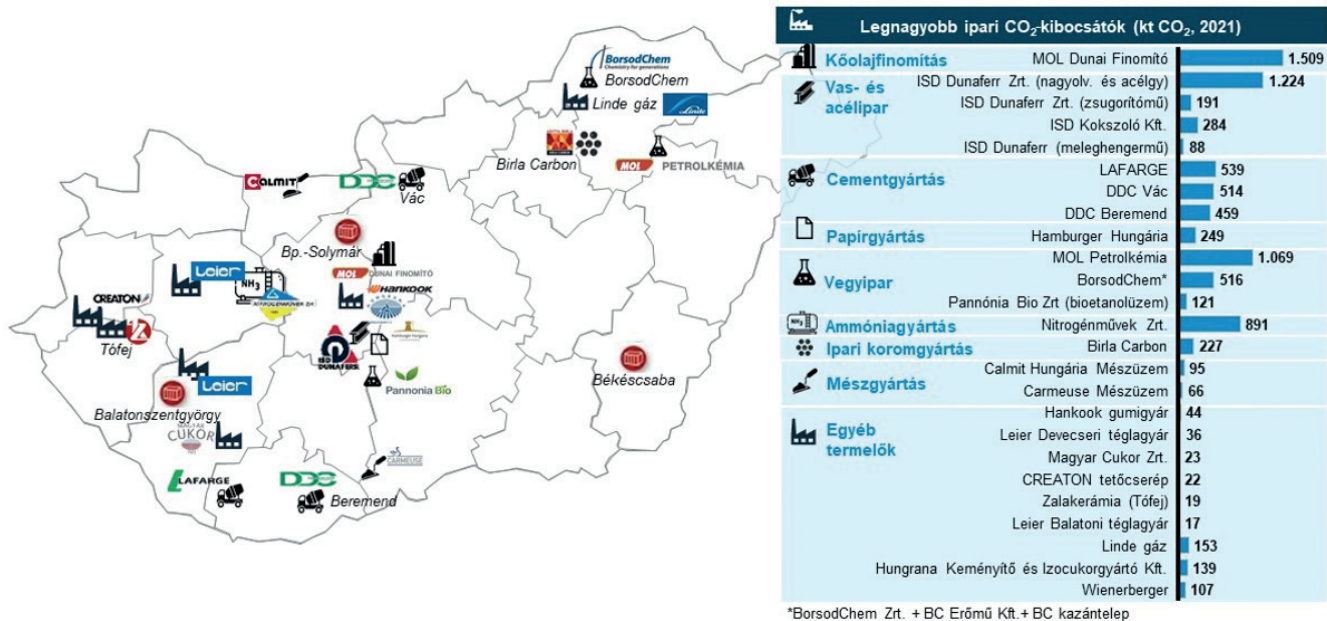 BorsodChem
Chemistry for generations
BorsodChem
Linde gáz
Linde
BIRLA CARBON
Birla Carbon
MOL PETROLKÉMIA
CALMIT
DDC
Vác
Bp.-Solymár
MOL DUNAI FINOMÍTÓ
Leier
NH3
HANKOOK
CREATON
Tófej
ISD
DUNAFERR
Hamburger Hungária
Pannonia Bio
Leier
Balatonszentgyörgy
MAGYAR
CUKOR
Békéscsaba
CARMEUSE
LAFARGE
DDC
Beremend
Legnagyobb ipari CO2-kibocsátók (kt CO2, 2021)
Kőolajfinomítás MOL Dunai Finomító 1.509
Vas- és acélipar ISD Dunaferr Zrt. (nagyolv. és acélgy) 1.224
ISD Dunaferr Zrt. (zsugorítómű) 191
ISD Kokszoló Kft. 284
ISD Dunaferr (meleghengermű) 88
Cementgyártás LAFARGE 539
DDC Vác 514
DDC Beremend 459
Papírgyártás Hamburger Hungária 249
Vegyipar MOL Petrolkémia 1.069
BorsodChem* 516
Pannónia Bio Zrt (bioetanolüzem) 121
NH3 Ammóniagyártás Nitrogénművek Zrt. 891
Ipari koromgyártás Birla Carbon 227
Mészgyártás Calmit Hungária Mészüzem 95
Carmeuse Mészüzem 66
Egyéb termelők Hankook gumigyár 44
Leier Devecseri téglagyár 36
Magyar Cukor Zrt. 23
CREATON tetőcserép 22
Zalakerámia (Tófej) 19
Leier Balatoni téglagyár 17
Linde gáz 153
Hungrana Keményítő és Izocukorgyártó Kft. 139
Wienerberger 107
*BorsodChem Zrt. + BC Erőmű Kft.+ BC kazántelep